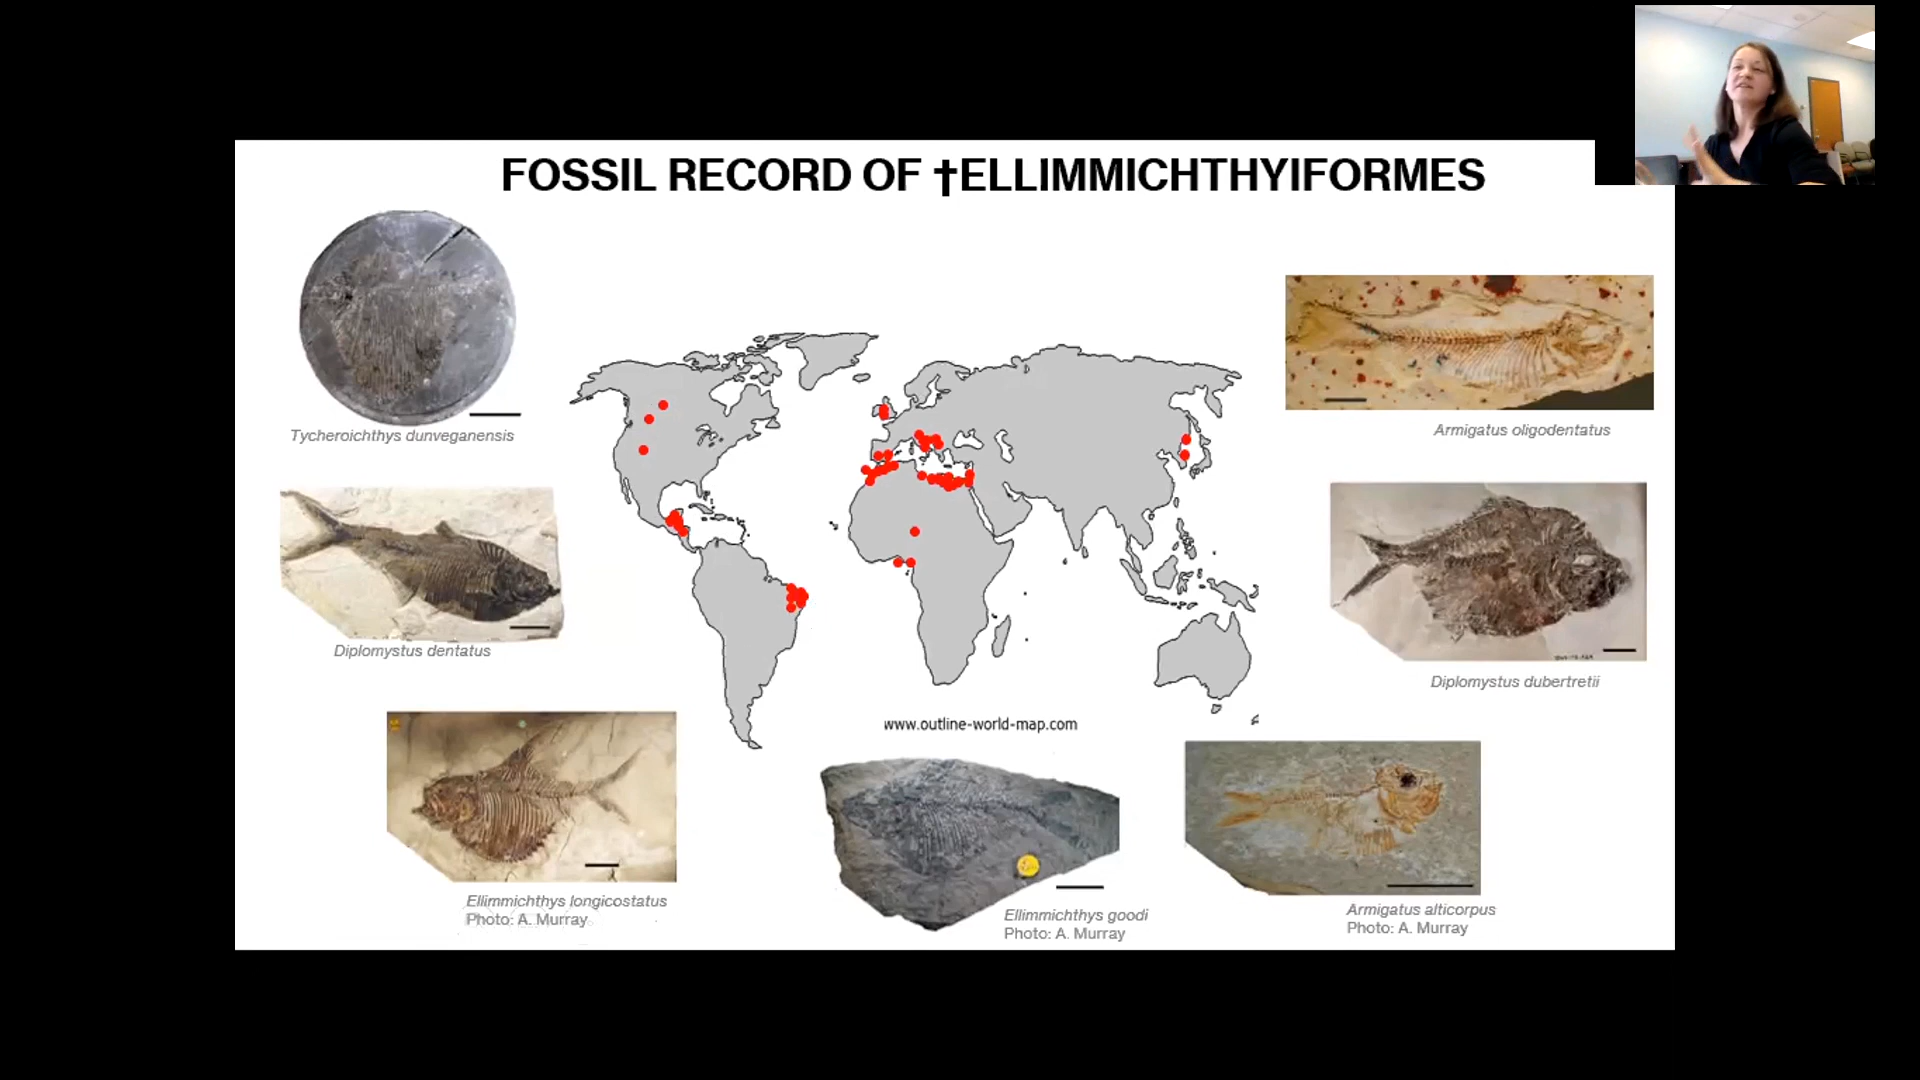 FOSSIL RECORD OF †ELLIMMICHTHYIFORMES
Tycheroichthys dunveganensis
Armigatus oligodentatus
Diplomystus dentatus
Diplomystus dubertretii
www.outline-world-map.com
Ellimmichthys longicostatus
Photo: A. Murray
Ellimmichthys goodi
Photo: A. Murray
Armigatus alticorpus
Photo: A. Murray